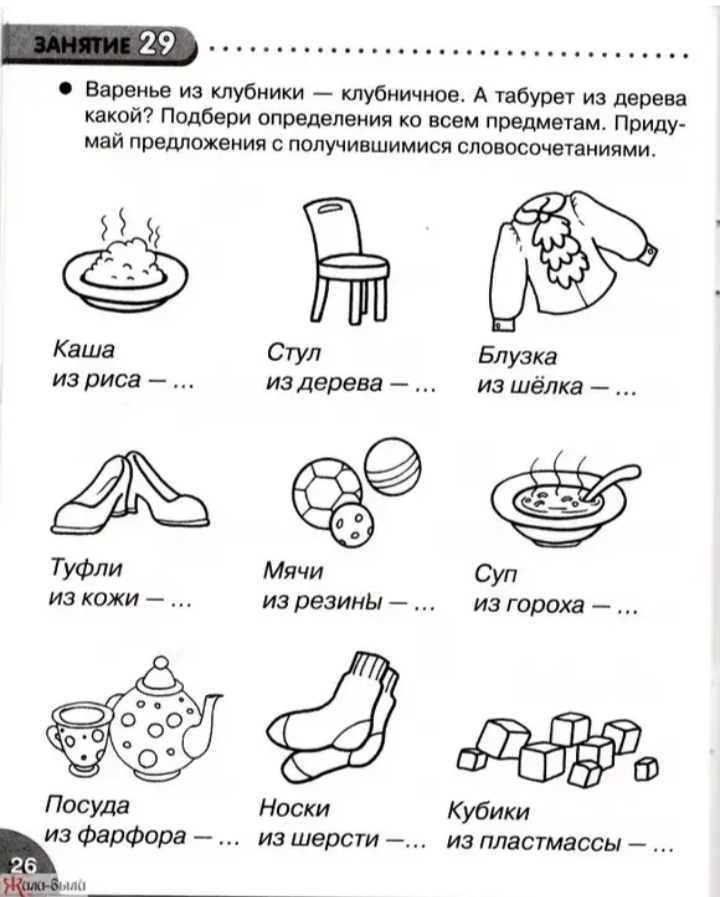 ЗАНЯТИЕ 29
● Варенье из клубники — клубничное. А табурет из дерева
какой? Подбери определения ко всем предметам. Приду-
май предложения с получившимися словосочетаниями.
Каша
из риса — ...
Стул
из дерева — ...
Блузка
из шёлка — ...
Туфли
из кожи — ...
Мячи
из резины — ...
Суп
из гороха — ...
Посуда
из фарфора — ...
Носки
из шерсти —...
Кубики
из пластмассы — ...
26
Жили-были